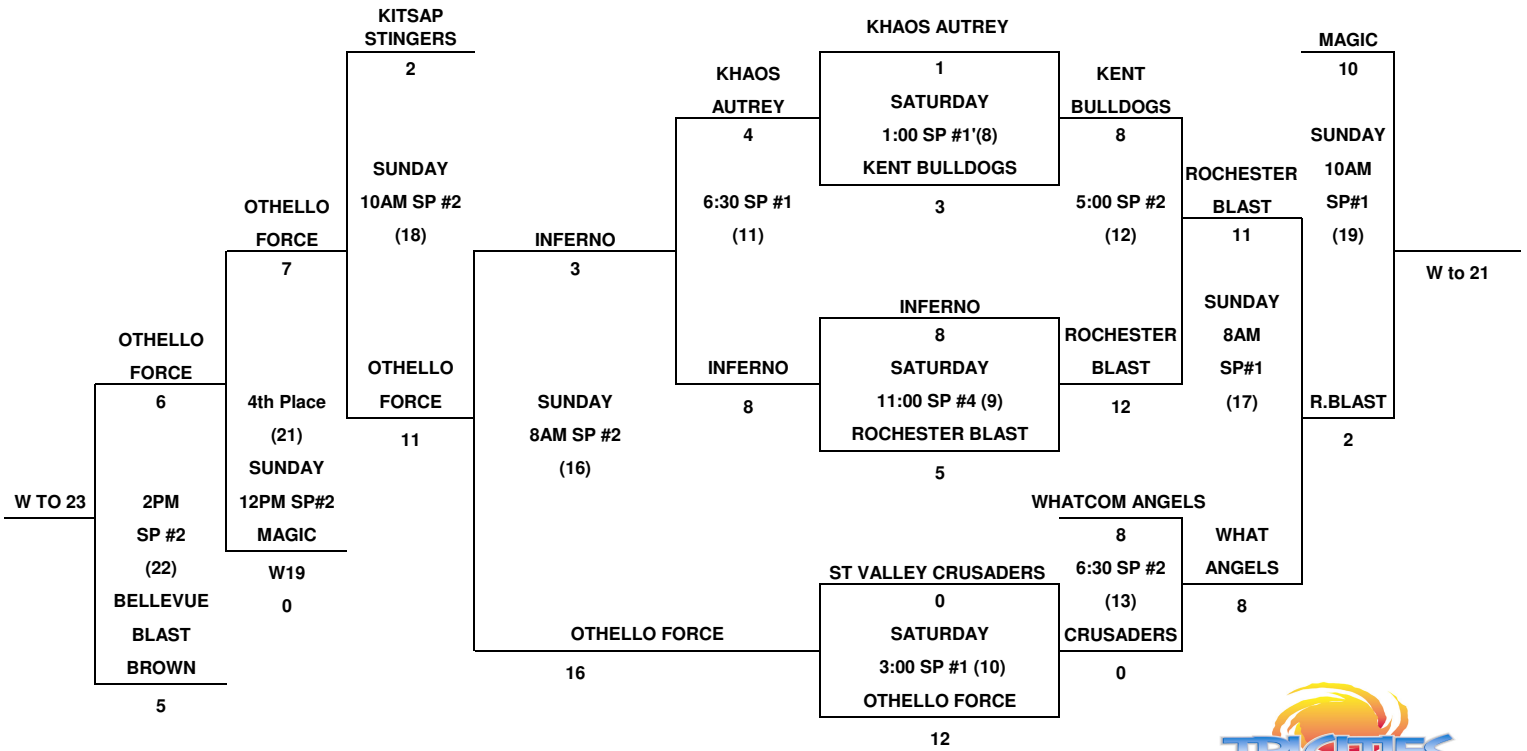 KITSAP
STINGERS
2
SUNDAY
10AM SP #2
(18)
OTHELLO
FORCE
7
OTHELLO
FORCE
6
4th Place
(21)
SUNDAY
12PM SP#2
MAGIC
W19
0
W TO 23
2PM
SP #2
(22)
BELLEVUE
BLAST
BROWN
5
OTHELLO
FORCE
11
INFERNO
3
SUNDAY
8AM SP #2
(16)
OTHELLO FORCE
16
KHAOS
AUTREY
4
6:30 SP #1
(11)
INFERNO
8
KHAOS AUTREY
1
SATURDAY
1:00 SP #1'(8)
KENT BULLDOGS
3
INFERNO
8
SATURDAY
11:00 SP #4 (9)
ROCHESTER BLAST
5
ST VALLEY CRUSADERS
0
SATURDAY
3:00 SP #1 (10)
OTHELLO FORCE
12
KENT
BULLDOGS
8
5:00 SP #2
(12)
ROCHESTER
BLAST
12
WHATCOM ANGELS
8
6:30 SP #2
(13)
CRUSADERS
0
ROCHESTER
BLAST
11
SUNDAY
8AM
SP#1
(17)
WHAT
ANGELS
8
MAGIC
10
SUNDAY
10AM
SP#1
(19)
R.BLAST
2
W to 21
TRICITIES